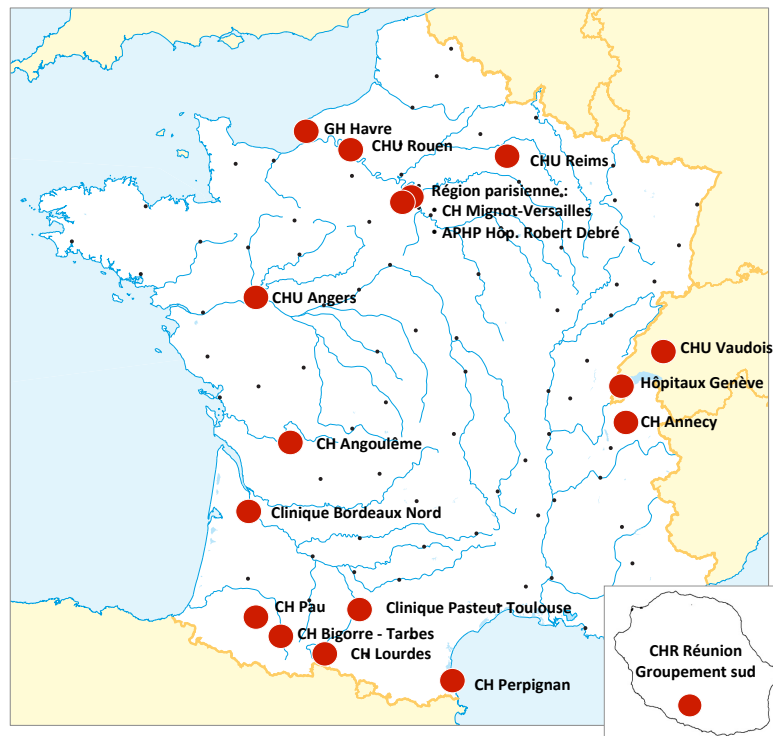 GH Havre
CHU Rouen
CHU Reims
Région parisienne :
• CH Mignot-Versailles
• APHP Hôp. Robert Debré
CHU Angers
CHU Vaudois
Hôpitaux Genève
CH Annecy
CH Angoulême
Clinique Bordeaux Nord
CH Pau
Clinique Pasteur Toulouse
CH Bigorre - Tarbes
CH Lourdes
CH Perpignan
CHR Réunion
Groupement sud